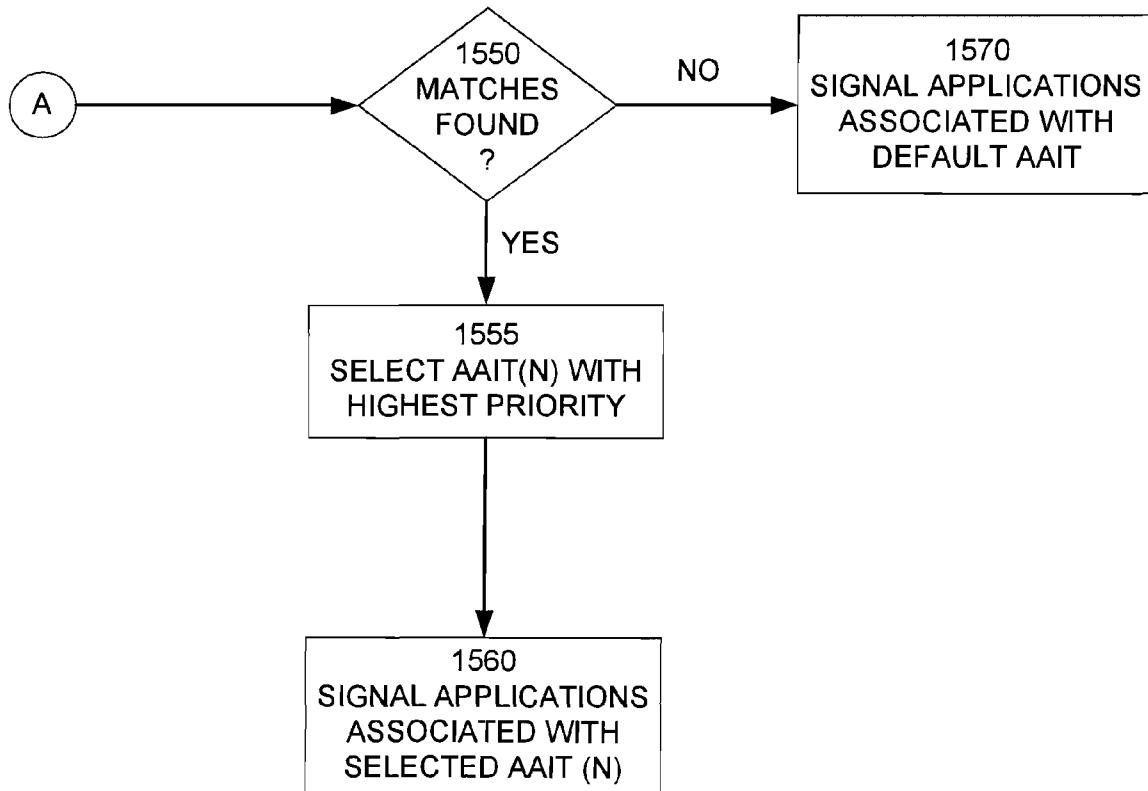 A
1550
MATCHES
FOUND
?
NO
1570
SIGNAL APPLICATIONS
ASSOCIATED WITH
DEFAULT AAIT
YES
1555
SELECT AAIT(N) WITH
HIGHEST PRIORITY
1560
SIGNAL APPLICATIONS
ASSOCIATED WITH
SELECTED AAIT (N)